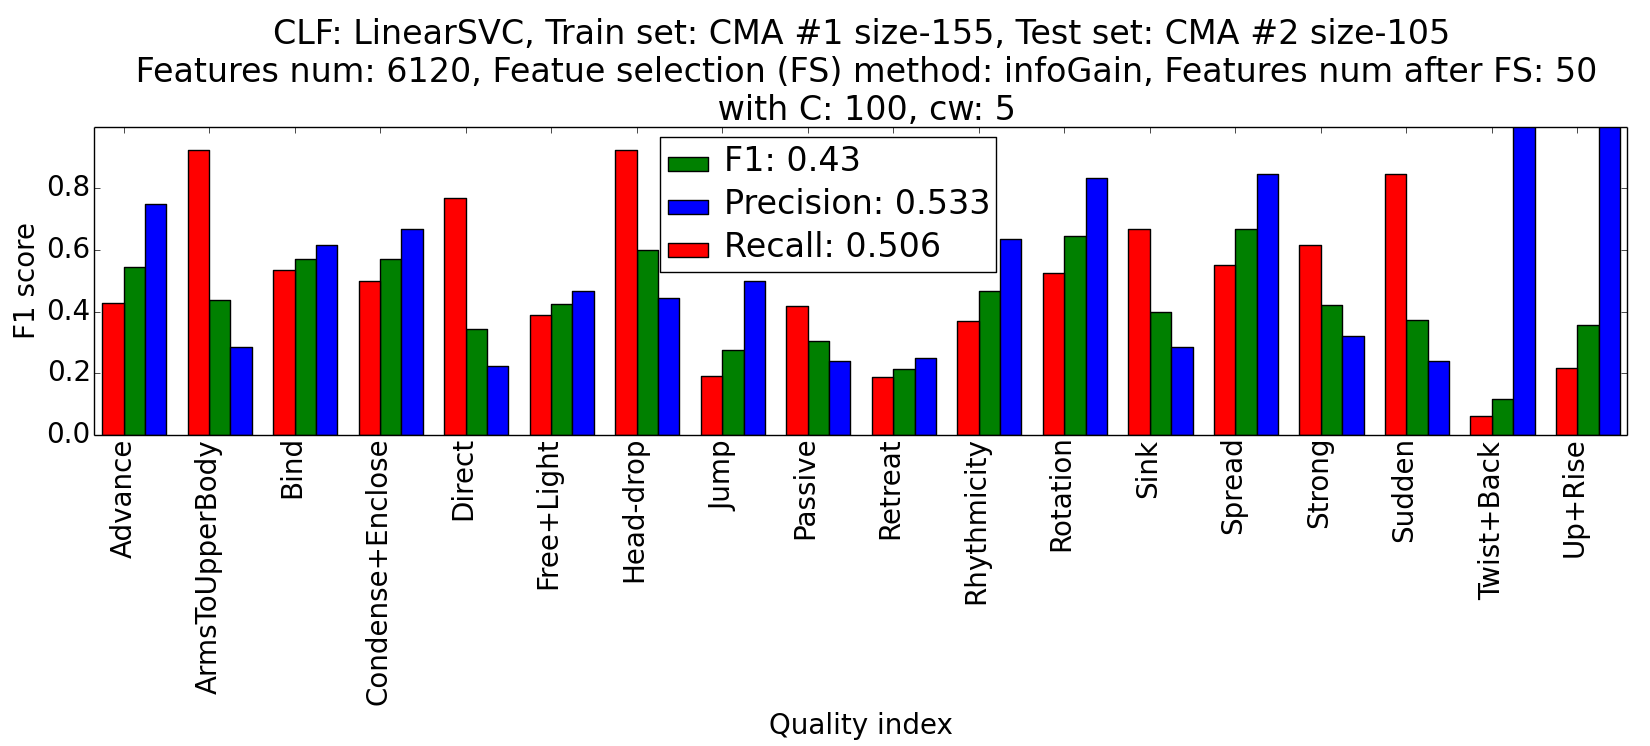 CLF: LinearSVC, Train set: CMA #1 size-155, Test set: CMA #2 size-105
Features num: 6120, Featue selection (FS) method: infoGain, Features num after FS: 50
with C: 100, cw: 5
F1: 0.43
Precision: 0.533
Recall: 0.506
F1 score
0.8
0.6
0.4
0.2
0.0
Advance
ArmsToUpperBody
Bind
Condense+Enclose
Direct
Free+Light
Head-drop
Jump
Passive
Retreat
Rhythmicity
Rotation
Sink
Spread
Strong
Sudden
Twist+Back
Up+Rise
Quality index